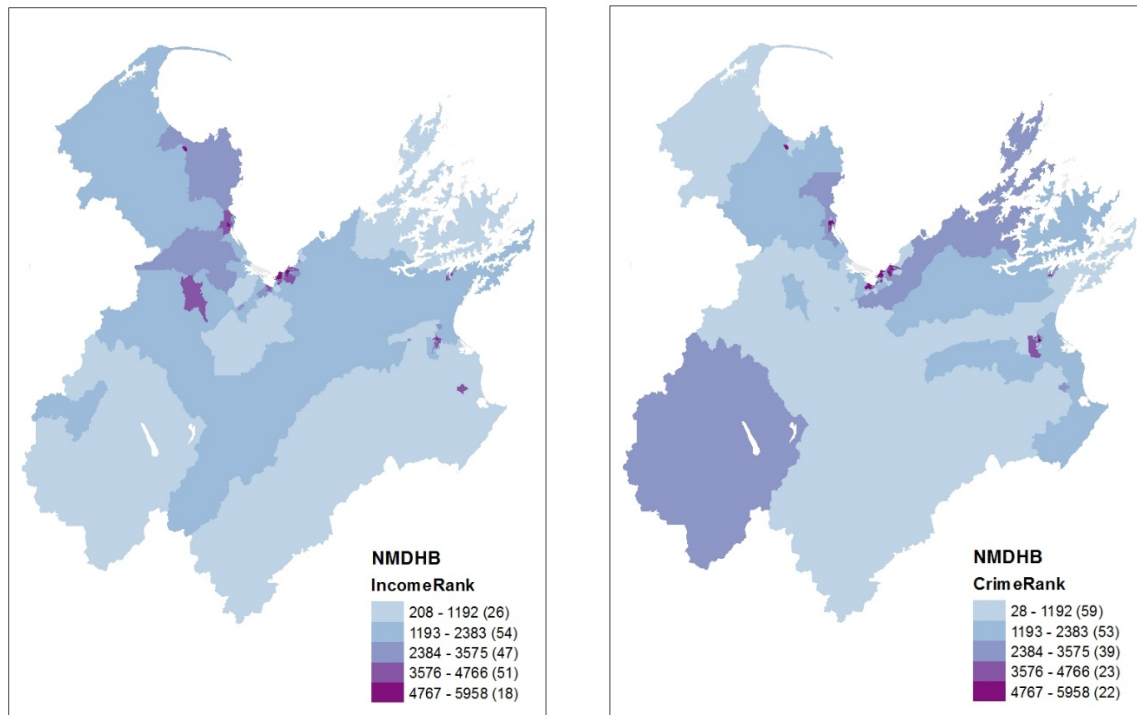 NMDHB
IncomeRank
208 - 1192 (26)
1193 - 2383 (54)
2384 - 3575 (47)
3576 - 4766 (51)
4767 - 5958 (18)
NMDHB
CrimeRank
28 - 1192 (59)
1193 - 2383 (53)
2384 - 3575 (39)
3576 - 4766 (23)
4767 - 5958 (22)